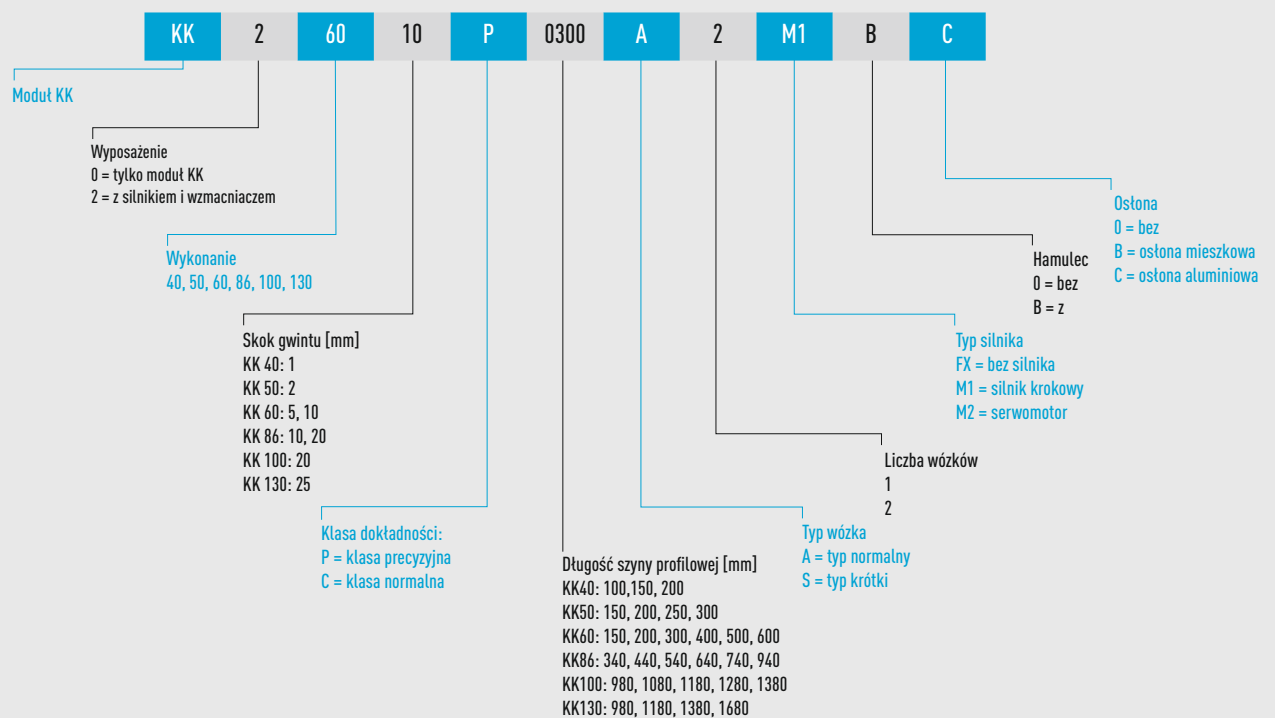 KK 2 60 10 P 0300 A 2 M1 B C
Moduł KK
Wyposażenie
0 = tylko moduł KK
2 = z silnikiem i wzmacniaczem
Wykonanie
40, 50, 60, 86, 100, 130
Skok gwintu [mm]
KK 40: 1
KK 50: 2
KK 60: 5, 10
KK 86: 10, 20
KK 100: 20
KK 130: 25
Klasa dokładności:
P = klasa precyzyjna
C = klasa normalna
Długość szyny profilowej [mm]
KK40: 100,150, 200
KK50: 150, 200, 250, 300
KK60: 150, 200, 300, 400, 500, 600
KK86: 340, 440, 540, 640, 740, 940
KK100: 980, 1080, 1180, 1280, 1380
KK130: 980, 1180, 1380, 1680
Typ wózka
A = typ normalny
S = typ krótki
Liczba wózków
1
2
Typ silnika
FX = bez silnika
M1 = silnik krokowy
M2 = serwomotor
Hamulec
0 = bez
B = z
Osłona
0 = bez
B = osłona mieszkowa
C = osłona aluminiowa